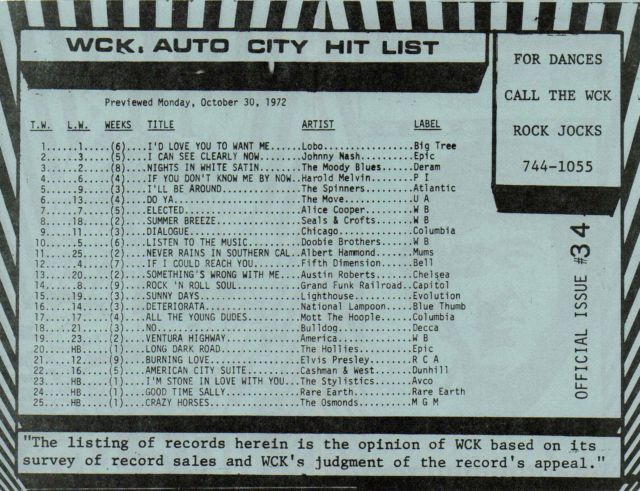 WCK. AUTO CITY HIT LIST
FOR DANCES
CALL THE WCK
ROCK JOCKS
744-1055
Previewed Monday, October 30, 1972
T.W. L.W. WEEKS TITLE ARTIST LABEL
1.....1.....(6)...I'D LOVE YOU TO WANT ME.....Lobo..............Big Tree
2.....3.....(5)...I CAN SEE CLEARLY NOW.....Johnny Nash.......Epic
3.....2.....(8)...NIGHTS IN WHITE SATIN.....The Moody Blues...Deram
4.....6.....(4)...IF YOU DON'T KNOW ME BY NOW..Harold Melvin.....P I
5.....9.....(3)...I'LL BE AROUND.....The Spinners......Atlantic
6.....13....(4)...DO YA.....The Move..........U A
7.....7.....(5)...ELECTED.....Alice Cooper......W B
8.....18....(2)...SUMMER BREEZE.....Seals & Crofts....W B
9.....11....(3)...DIALOGUE.....Chicago...........Columbia
10.....5.....(6)...LISTEN TO THE MUSIC.....Doobie Brothers...W B
11.....25....(2)...NEVER RAINS IN SOUTHERN CAL..Albert Hammond....Mums
12.....4.....(7)...IF I COULD REACH YOU.....Fifth Dimension...Bell
13.....20....(2)...SOMETHING'S WRONG WITH ME...Austin Roberts....Chelsea
14.....8.....(9)...ROCK 'N ROLL SOUL.....Grand Funk Railroad..Capitol
15.....19....(3)...SUNNY DAYS.....Lighthouse........Evolution
16.....14....(3)...DETERIORATA.....National Lampoon..Blue Thumb
17.....17....(4)...ALL THE YOUNG DUDES.....Mott The Hoople...Columbia
18.....21....(3)...NO.....Bulldog...........Decca
19.....23....(2)...VENTURA HIGHWAY.....America...........W B
20.....HB....(1)...LONG DARK ROAD.....The Hollies.......Epic
21.....12....(9)...BURNING LOVE.....Elvis Presley.....R C A
22.....16....(5)...AMERICAN CITY SUITE.....Cashman & West....Dunhill
23.....HB....(1)...I'M STONE IN LOVE WITH YOU...The Stylistics....Avco
24.....HB....(1)...GOOD TIME SALLY.....Rare Earth........Rare Earth
25.....HB....(1)...CRAZY HORSES.....The Osmonds.......M G M
OFFICIAL ISSUE #34
"The listing of records herein is the opinion of WCK based on its
survey of record sales and WCK's judgment of the record's appeal."